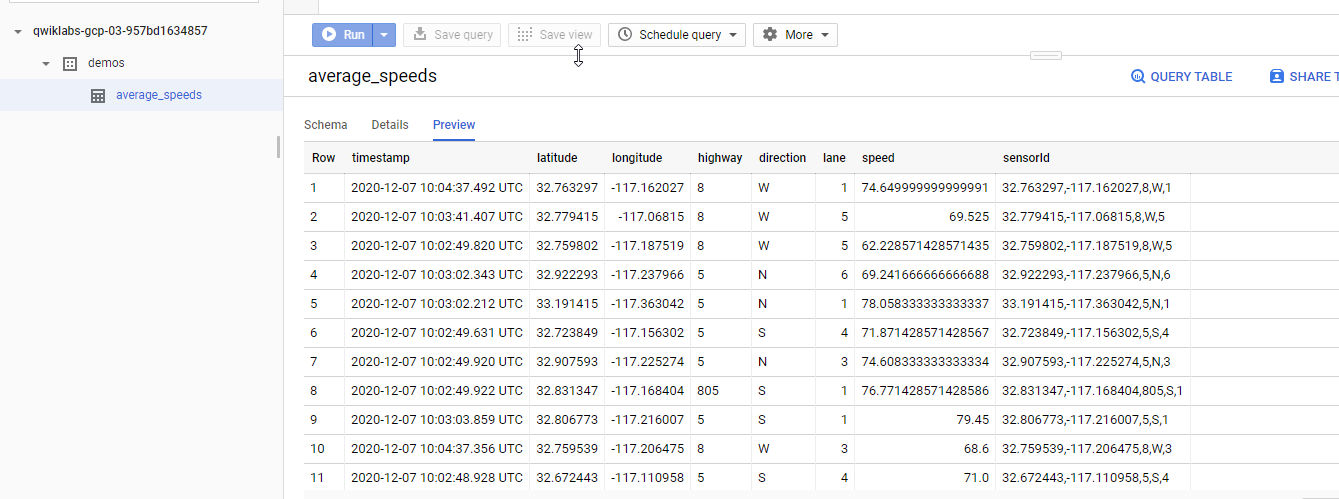 qwiklabs-gcp-03-957bd1634857
demos
average_speeds
Run Save query Save view Schedule query More
average_speeds QUERY TABLE SHARE T
Schema Details Preview
Row timestamp latitude longitude highway direction lane speed sensorId
1 2020-12-07 10:04:37.492 UTC 32.763297 -117.162027 8 W 1 74.649999999999991 32.763297,-117.162027,8,W,1
2 2020-12-07 10:03:41.407 UTC 32.779415 -117.06815 8 W 5 69.525 32.779415,-117.06815,8,W,5
3 2020-12-07 10:02:49.820 UTC 32.759802 -117.187519 8 W 5 62.228571428571435 32.759802,-117.187519,8,W,5
4 2020-12-07 10:03:02.343 UTC 32.922293 -117.237966 5 N 6 69.241666666666688 32.922293,-117.237966,5,N,6
5 2020-12-07 10:03:02.212 UTC 33.191415 -117.363042 5 N 1 78.058333333333337 33.191415,-117.363042,5,N,1
6 2020-12-07 10:02:49.631 UTC 32.723849 -117.156302 5 S 4 71.871428571428567 32.723849,-117.156302,5,S,4
7 2020-12-07 10:02:49.920 UTC 32.907593 -117.225274 5 N 3 74.608333333333334 32.907593,-117.225274,5,N,3
8 2020-12-07 10:02:49.922 UTC 32.831347 -117.168404 805 S 1 76.771428571428586 32.831347,-117.168404,805,S,1
9 2020-12-07 10:03:03.859 UTC 32.806773 -117.216007 5 S 1 79.45 32.806773,-117.216007,5,S,1
10 2020-12-07 10:04:37.356 UTC 32.759539 -117.206475 8 W 3 68.6 32.759539,-117.206475,8,W,3
11 2020-12-07 10:02:48.928 UTC 32.672443 -117.110958 5 S 4 71.0 32.672443,-117.110958,5,S,4